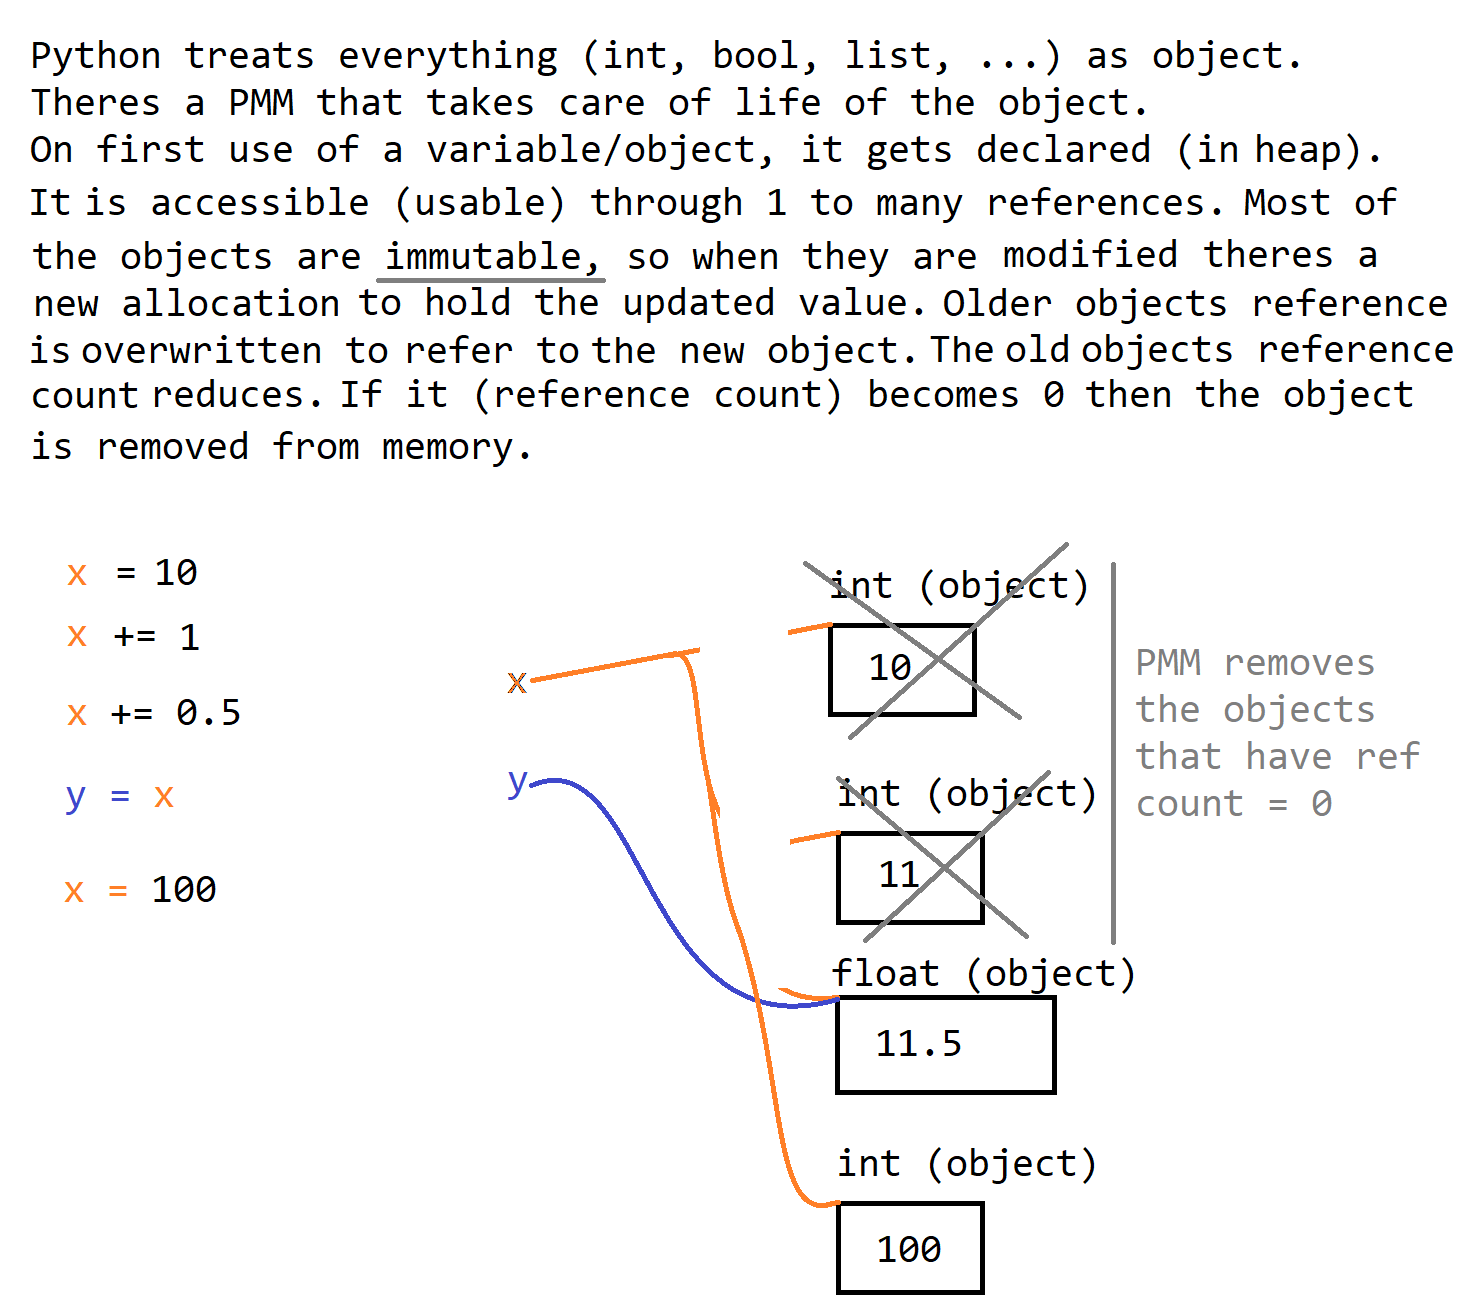 Python treats everything (int, bool, list, ...) as object.
Theres a PMM that takes care of life of the object.
On first use of a variable/object, it gets declared (in heap).
It is accessible (usable) through 1 to many references. Most of
the objects are immutable, so when they are modified theres a
new allocation to hold the updated value. Older objects reference
is overwritten to refer to the new object. The old objects reference
count reduces. If it (reference count) becomes 0 then the object
is removed from memory.
x = 10
x += 1
x += 0.5
y = x
x = 100
x
y
int (object)
10
int (object)
11
float (object)
11.5
int (object)
100
PMM removes
the objects
that have ref
count = 0